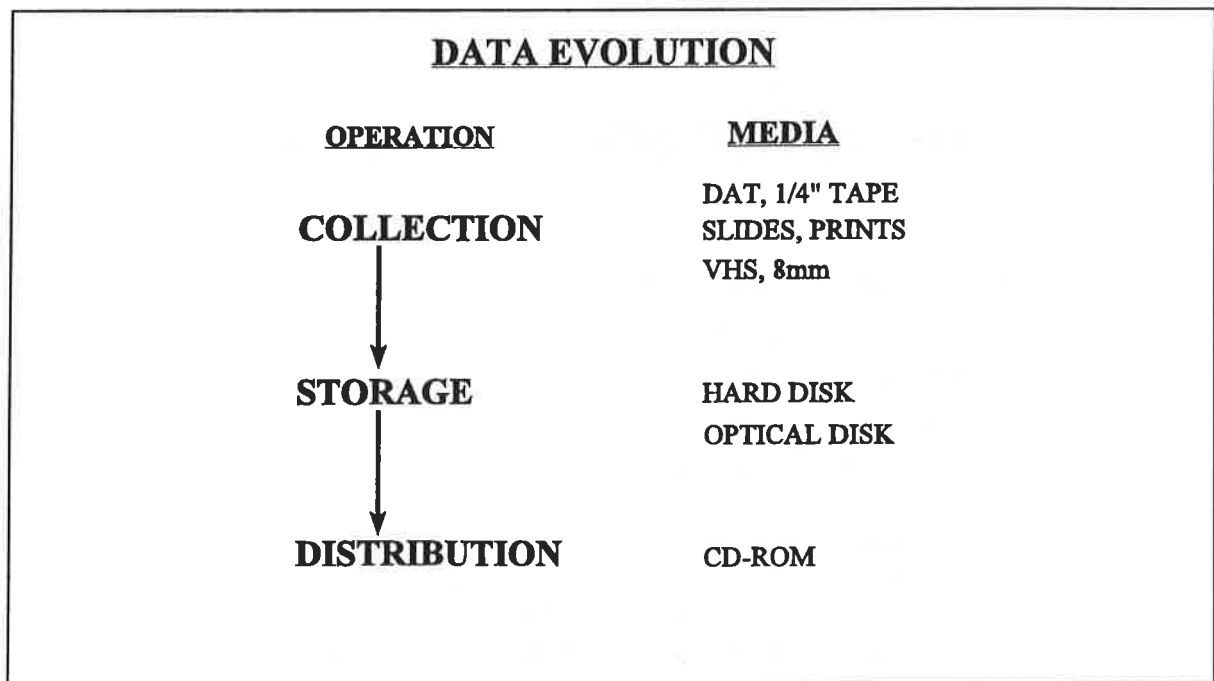 DATA EVOLUTION
OPERATION
MEDIA
COLLECTION
DAT, 1/4" TAPE
SLIDES, PRINTS
VHS, 8mm
STORAGE
HARD DISK
OPTICAL DISK
DISTRIBUTION
CD-ROM